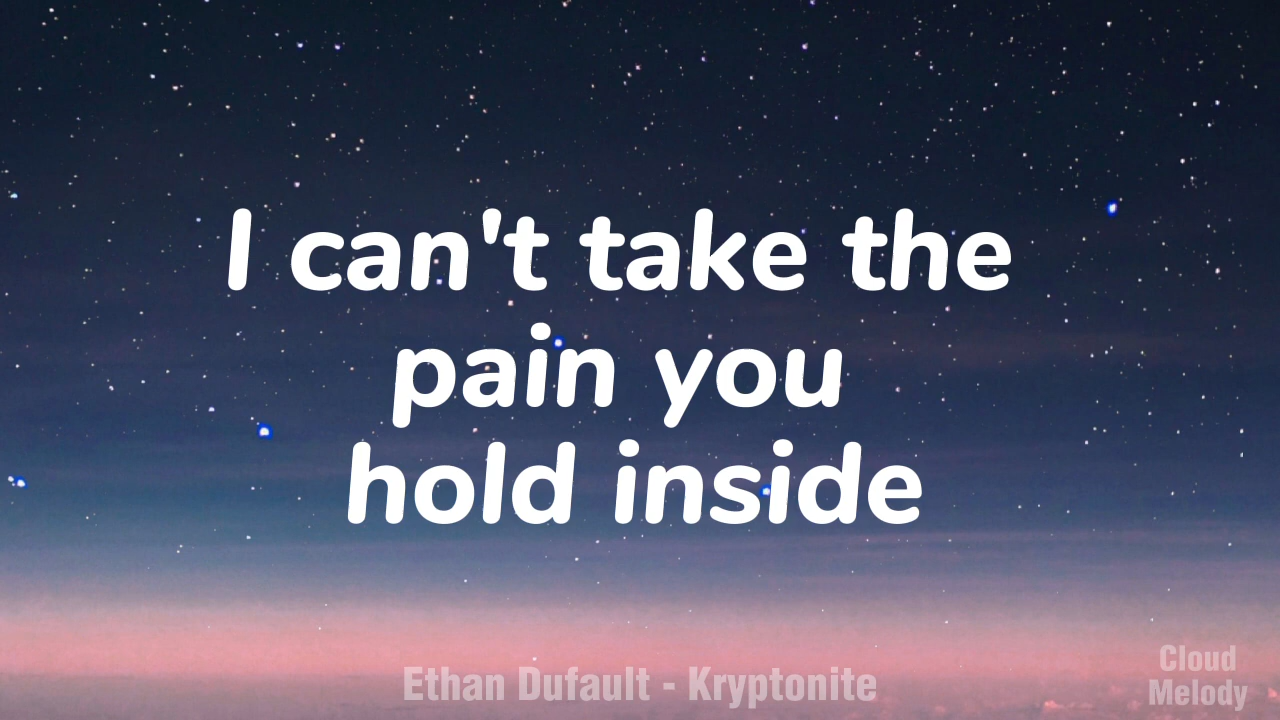 I can't take the
pain you
hold inside
Ethan Dufault - Kryptonite
Cloud
Melody